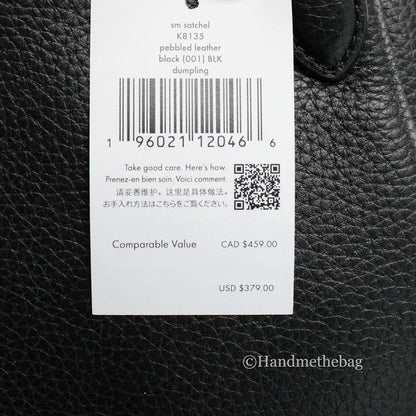 sm satchel
K8135
pebbled leather
black (001) BLK
dumpling
1 96021 12046 6
Take good care. Here's how.
Prenez-en bien soin. Voici comment.
请妥善维护。这里是具体做法。
お手入れ方法はこちらをご覧ください。
Comparable Value CAD $459.00
USD $379.00
©Handmethebag